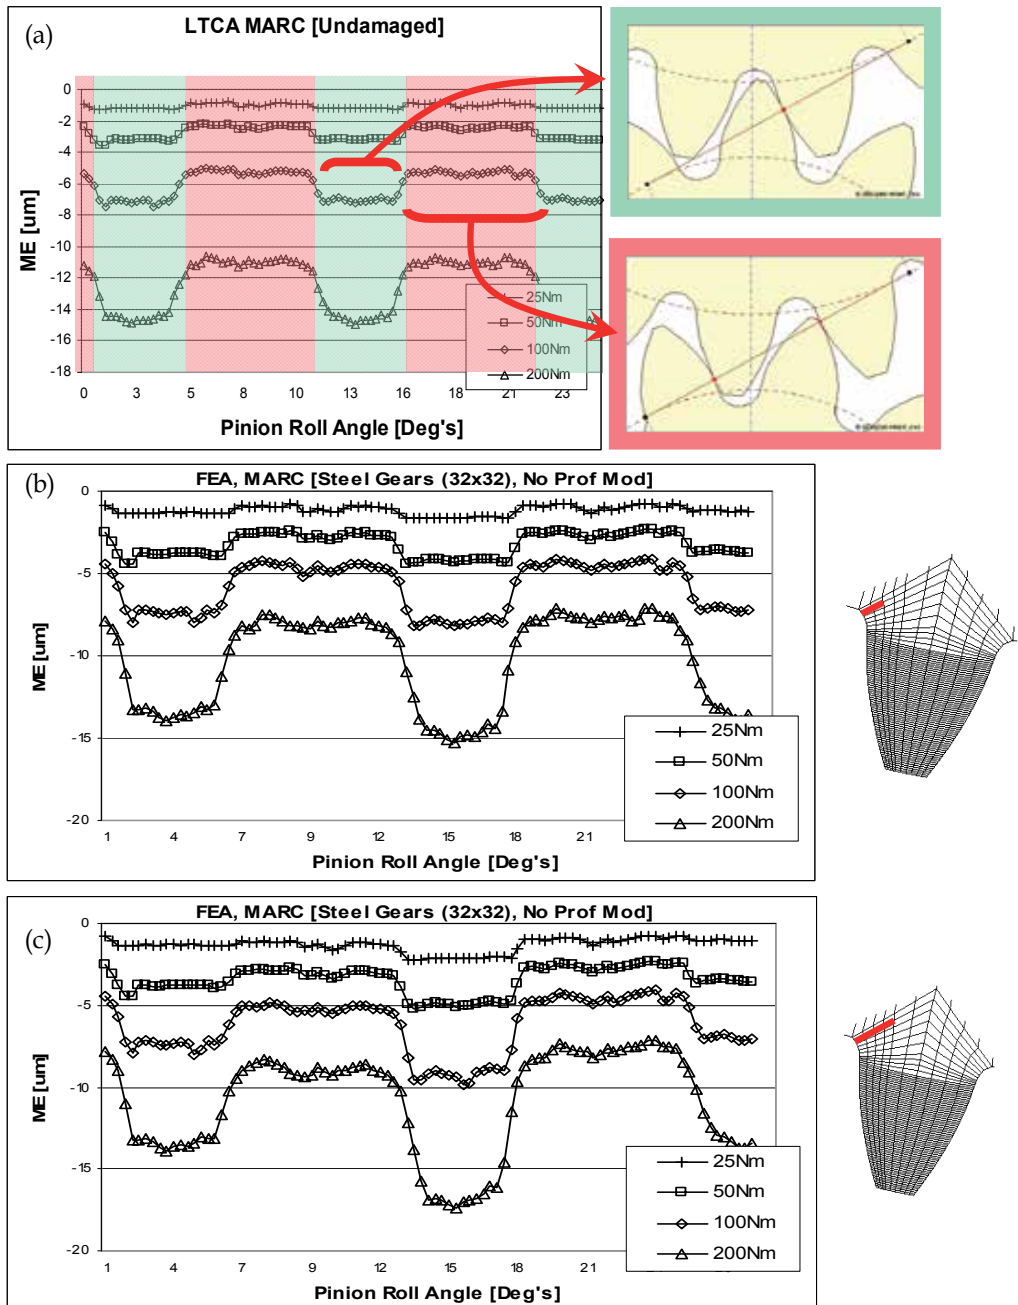 (a)
LTCA MARC [Undamaged]
0
-2
-4
-6
-8
-10
-12
-14
-16
-18
ME [um]
25Nm
50Nm
100Nm
200Nm
0 3 5 8 10 13 16 18 21 23
Pinion Roll Angle [Deg's]
(b)
FEA, MARC [Steel Gears (32x32), No Prof Mod]
0
-5
-10
-15
-20
ME [um]
25Nm
50Nm
100Nm
200Nm
1 4 7 9 12 15 18 21
Pinion Roll Angle [Deg's]
(c)
FEA, MARC [Steel Gears (32x32), No Prof Mod]
0
-5
-10
-15
-20
ME [um]
25Nm
50Nm
100Nm
200Nm
1 4 7 9 12 15 18 21
Pinion Roll Angle [Deg's]